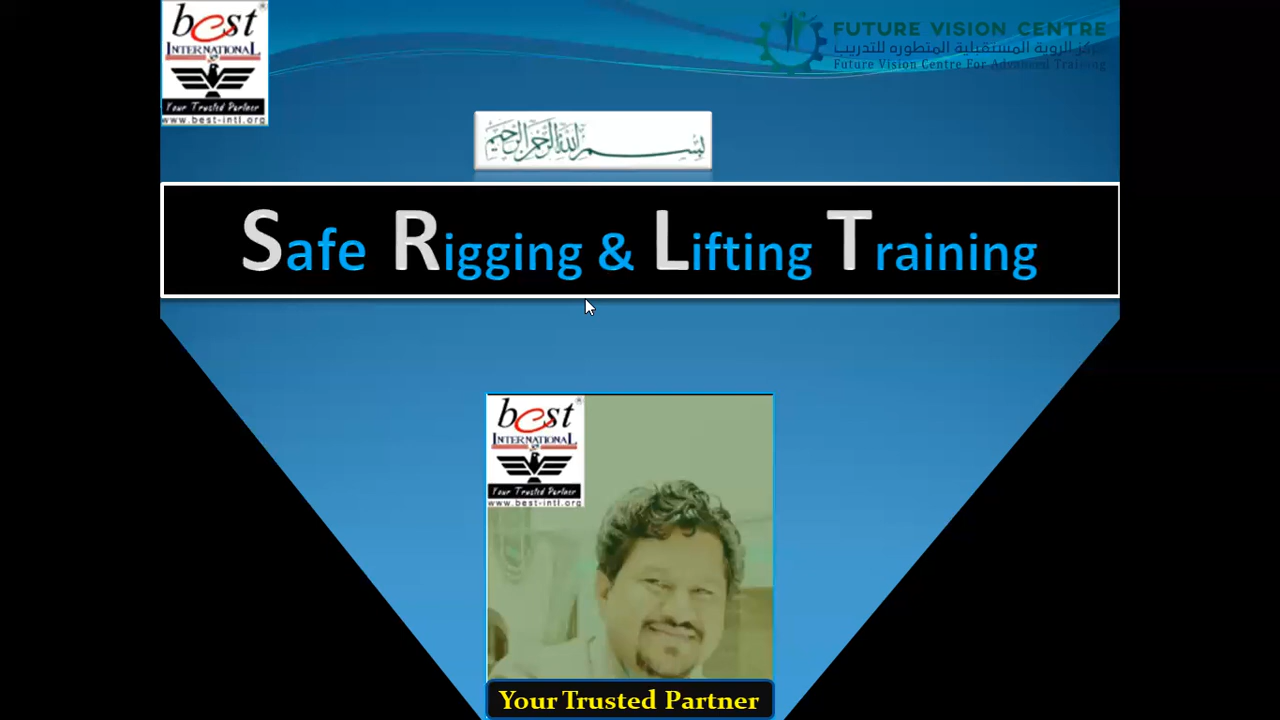 best®
INTERNATIONAL
Your Trusted Partner
www.best-intl.org
FUTURE VISION CENTRE
مركز الروية المستقبلية المتطوره للتدريب
Future Vision Centre For Advanced Training
بسم الله الرحمن الرحيم
Safe Rigging & Lifting Training
best®
INTERNATIONAL
Your Trusted Partner
www.best-intl.org
Your Trusted Partner